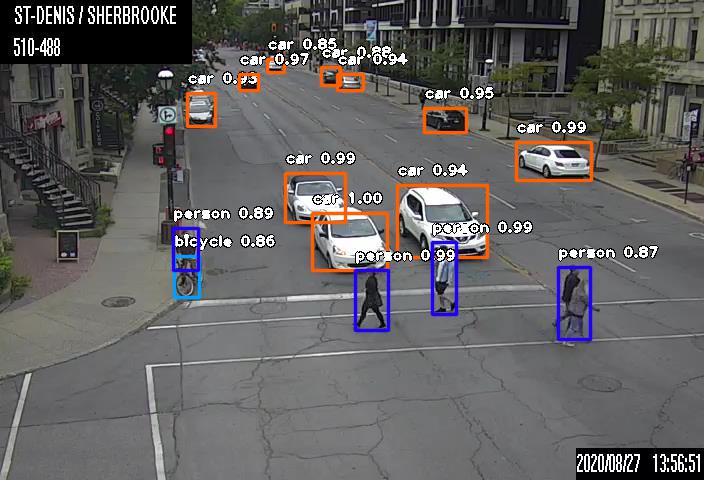 ST-DENIS / SHERBROOKE
510-488
car 0.85
car 0.88
car 0.97
car 0.94
car 0.93
car 0.95
car 0.99
car 0.99
car 0.94
car 1.00
person 0.89
person 0.99
bicycle 0.86
person 0.99
person 0.87
2020/08/27 13:56:51